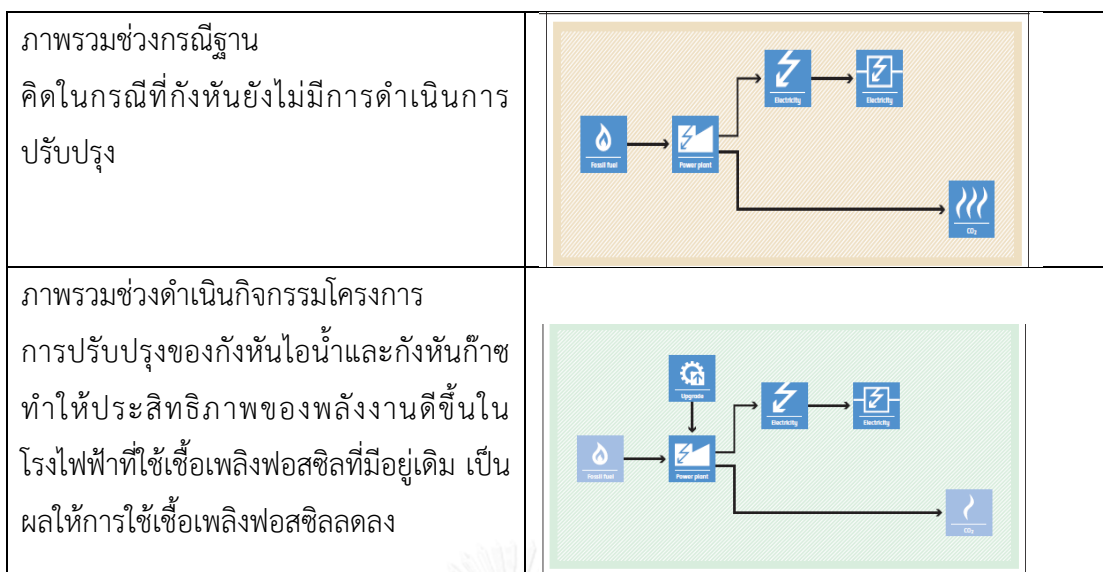 ภาพรวมช่วงกรณีฐาน
คิดในกรณีที่กังหันยังไม่มีการดำเนินการ
ปรับปรุง
Electricity
Electricity
Fossil fuel
Power plant
CO₂
ภาพรวมช่วงดำเนินกิจกรรมโครงการ
การปรับปรุงของกังหันไอน้ำและกังหันก๊าซ
ทำให้ประสิทธิภาพของพลังงานดีขึ้นใน
โรงไฟฟ้าที่ใช้เชื้อเพลิงฟอสซิลที่มีอยู่เดิม เป็น
ผลให้การใช้เชื้อเพลิงฟอสซิลลดลง
Upgrade
Electricity
Electricity
Fossil fuel
Power plant
CO₂